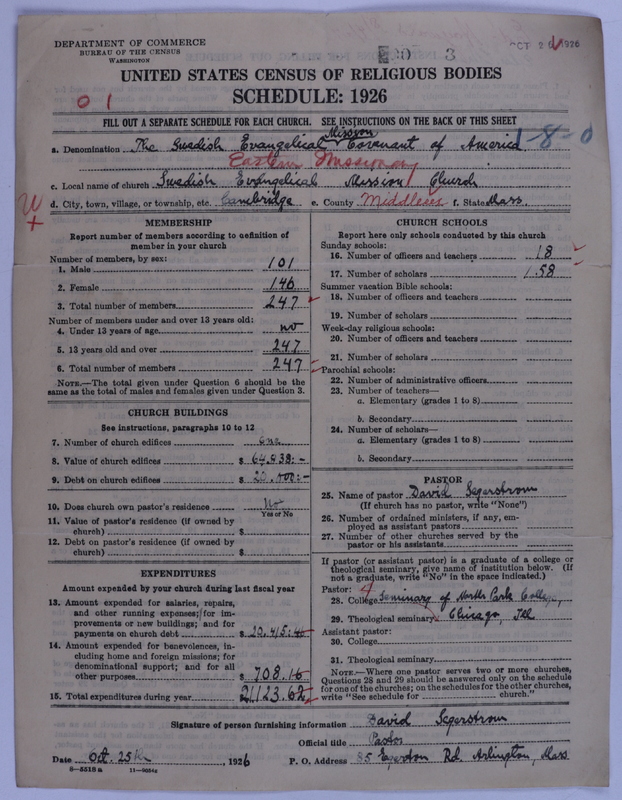 DEPARTMENT OF COMMERCE
BUREAU OF THE CENSUS
WASHINGTON
OCT 2 1926
3
UNITED STATES CENSUS OF RELIGIOUS BODIES
SCHEDULE: 1926
0 1
FILL OUT A SEPARATE SCHEDULE FOR EACH CHURCH. SEE INSTRUCTIONS ON THE BACK OF THIS SHEET
Mission
a. Denomination The Swedish Evangelical Covenant of America 1-8-0
Eastern Missionary
c. Local name of church Swedish Evangelical Mission Church
d. City, town, village, or township, etc. Cambridge e. County Middlesex f. State Mass.
MEMBERSHIP
Report number of members according to definition of
member in your church
Number of members, by sex:
1. Male 101
2. Female 146
3. Total number of members 247
Number of members under and over 13 years old:
4. Under 13 years of age no
5. 13 years old and over 247
6. Total number of members 247
NOTE.—The total given under Question 6 should be the
same as the total of males and females given under Question 3.
CHURCH BUILDINGS
See instructions, paragraphs 10 to 12
7. Number of church edifices One
8. Value of church edifices $ 64,838:-
9. Debt on church edifices $ 20.000:-
10. Does church own pastor's residence No
Yes or No
11. Value of pastor's residence (if owned by
church) $
12. Debt on pastor's residence (if owned by
church) $
EXPENDITURES
Amount expended by your church during last fiscal year
13. Amount expended for salaries, repairs,
and other running expenses; for im-
provements or new buildings; and for
payments on church debt $ 20,415:46
14. Amount expended for benevolences, in-
cluding home and foreign missions; for
denominational support; and for all
other purposes $ 708.16
15. Total expenditures during year 21123.62
CHURCH SCHOOLS
Report here only schools conducted by this church
Sunday schools:
16. Number of officers and teachers 18
17. Number of scholars 158
Summer vacation Bible schools:
18. Number of officers and teachers
19. Number of scholars
Week-day religious schools:
20. Number of officers and teachers
21. Number of scholars
Parochial schools:
22. Number of administrative officers
23. Number of teachers—
a. Elementary (grades 1 to 8)
b. Secondary
24. Number of scholars—
a. Elementary (grades 1 to 8)
b. Secondary
PASTOR
25. Name of pastor David Segerstrom
(If church has no pastor, write "None")
26. Number of ordained ministers, if any, em-
ployed as assistant pastors
27. Number of other churches served by the
pastor or his assistants
If pastor (or assistant pastor) is a graduate of a college or
theological seminary, give name of institution below. (If
not a graduate, write "No" in the space indicated.)
Pastor:
28. College Seminary of North Park College,
29. Theological seminary Chicago, Ill
Assistant pastor:
30. College
31. Theological seminary
NOTE.—Where one pastor serves two or more churches,
Questions 28 and 29 should be answered only on the schedule
for one of the churches; on the schedules for the other churches,
write "See schedule for church."
Signature of person furnishing information David Segerstrom
Official title Pastor
Date Oct. 25th, 1926 P. O. Address 85 Egerton Rd. Arlington, Mass
8—5518a 11—9054